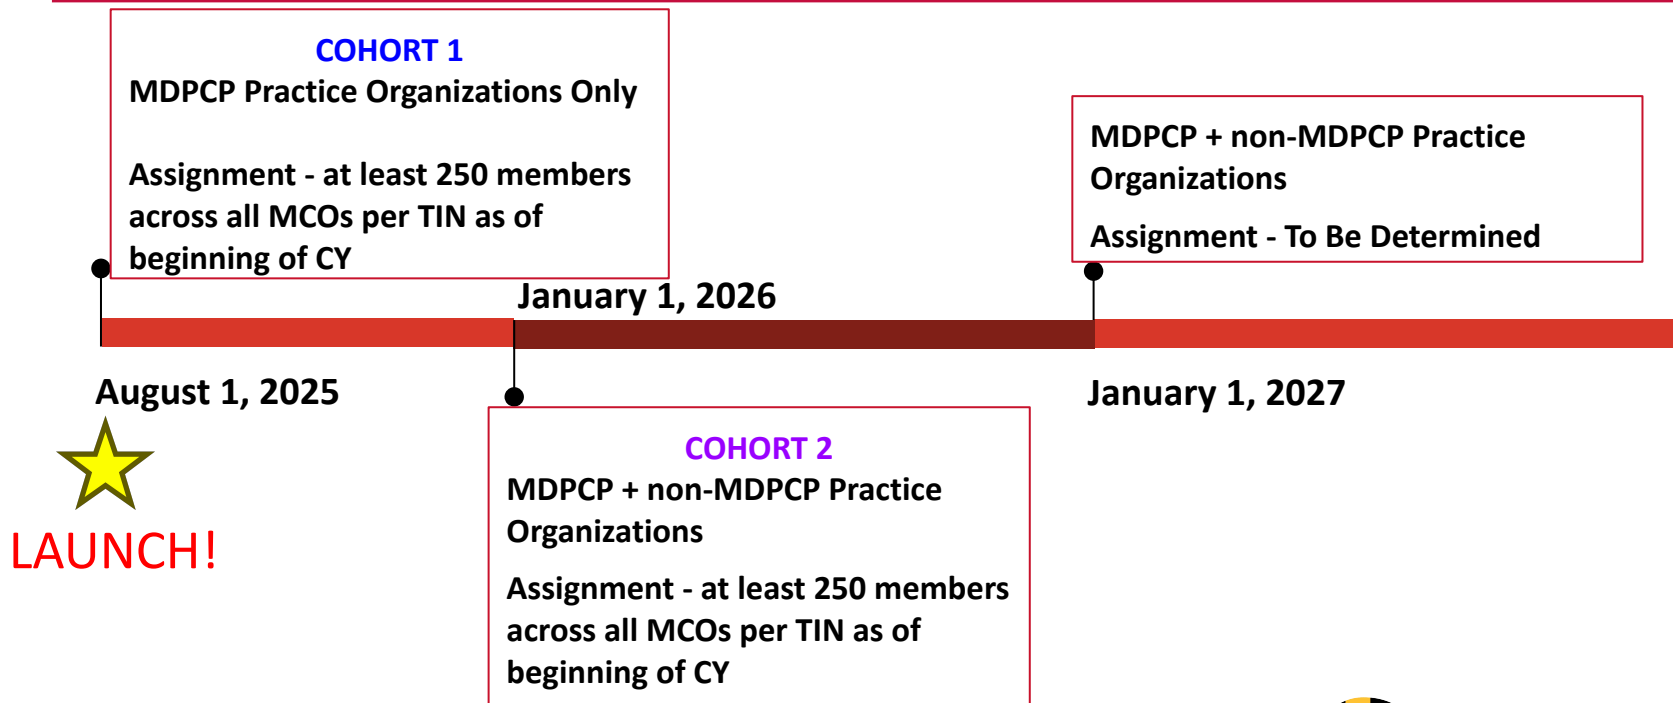 COHORT 1
MDPCP Practice Organizations Only
Assignment - at least 250 members
across all MCOs per TIN as of
beginning of CY
MDPCP + non-MDPCP Practice
Organizations
Assignment - To Be Determined
January 1, 2026
August 1, 2025
January 1, 2027
LAUNCH!
COHORT 2
MDPCP + non-MDPCP Practice
Organizations
Assignment - at least 250 members
across all MCOs per TIN as of
beginning of CY